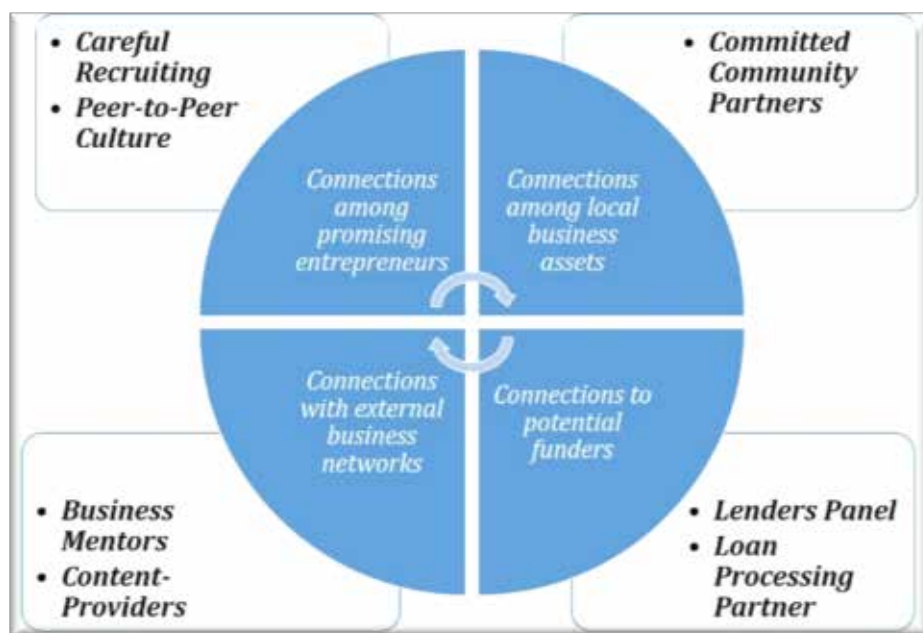 • Careful
Recruiting
• Peer-to-Peer
Culture
• Committed
Community
Partners
Connections
among
promising
entrepreneurs
Connections
among local
business
assets
Connections
with external
business
networks
Connections to
potential
funders
• Business
Mentors
• Content-
Providers
• Lenders Panel
• Loan
Processing
Partner